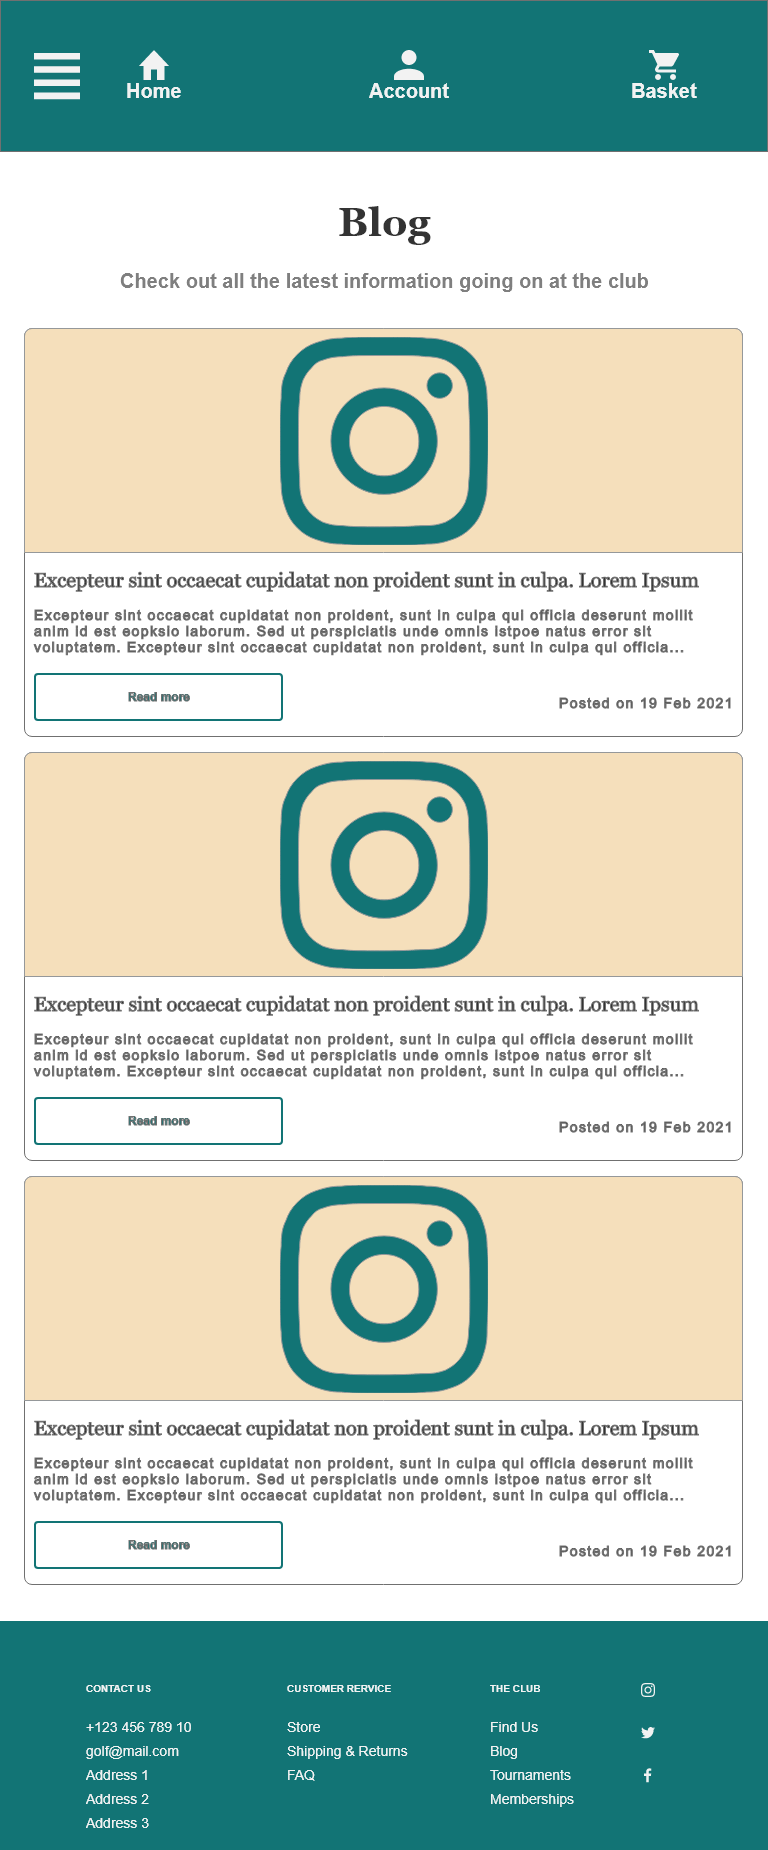 Home
Account
Basket
Blog
Check out all the latest information going on at the club
Excepteur sint occaecat cupidatat non proident sunt in culpa. Lorem Ipsum
Excepteur sint occaecat cupidatat non proident, sunt in culpa qui officia deserunt mollit
anim id est eopksio laborum. Sed ut perspiciatis unde omnis istpoe natus error sit
voluptatem. Excepteur sint occaecat cupidatat non proident, sunt in culpa qui officia...
Read more
Posted on 19 Feb 2021
Excepteur sint occaecat cupidatat non proident sunt in culpa. Lorem Ipsum
Excepteur sint occaecat cupidatat non proident, sunt in culpa qui officia deserunt mollit
anim id est eopksio laborum. Sed ut perspiciatis unde omnis istpoe natus error sit
voluptatem. Excepteur sint occaecat cupidatat non proident, sunt in culpa qui officia...
Read more
Posted on 19 Feb 2021
Excepteur sint occaecat cupidatat non proident sunt in culpa. Lorem Ipsum
Excepteur sint occaecat cupidatat non proident, sunt in culpa qui officia deserunt mollit
anim id est eopksio laborum. Sed ut perspiciatis unde omnis istpoe natus error sit
voluptatem. Excepteur sint occaecat cupidatat non proident, sunt in culpa qui officia...
Read more
Posted on 19 Feb 2021
CONTACT US
+123 456 789 10
golf@mail.com
Address 1
Address 2
Address 3
CUSTOMER RERVICE
Store
Shipping & Returns
FAQ
THE CLUB
Find Us
Blog
Tournaments
Memberships